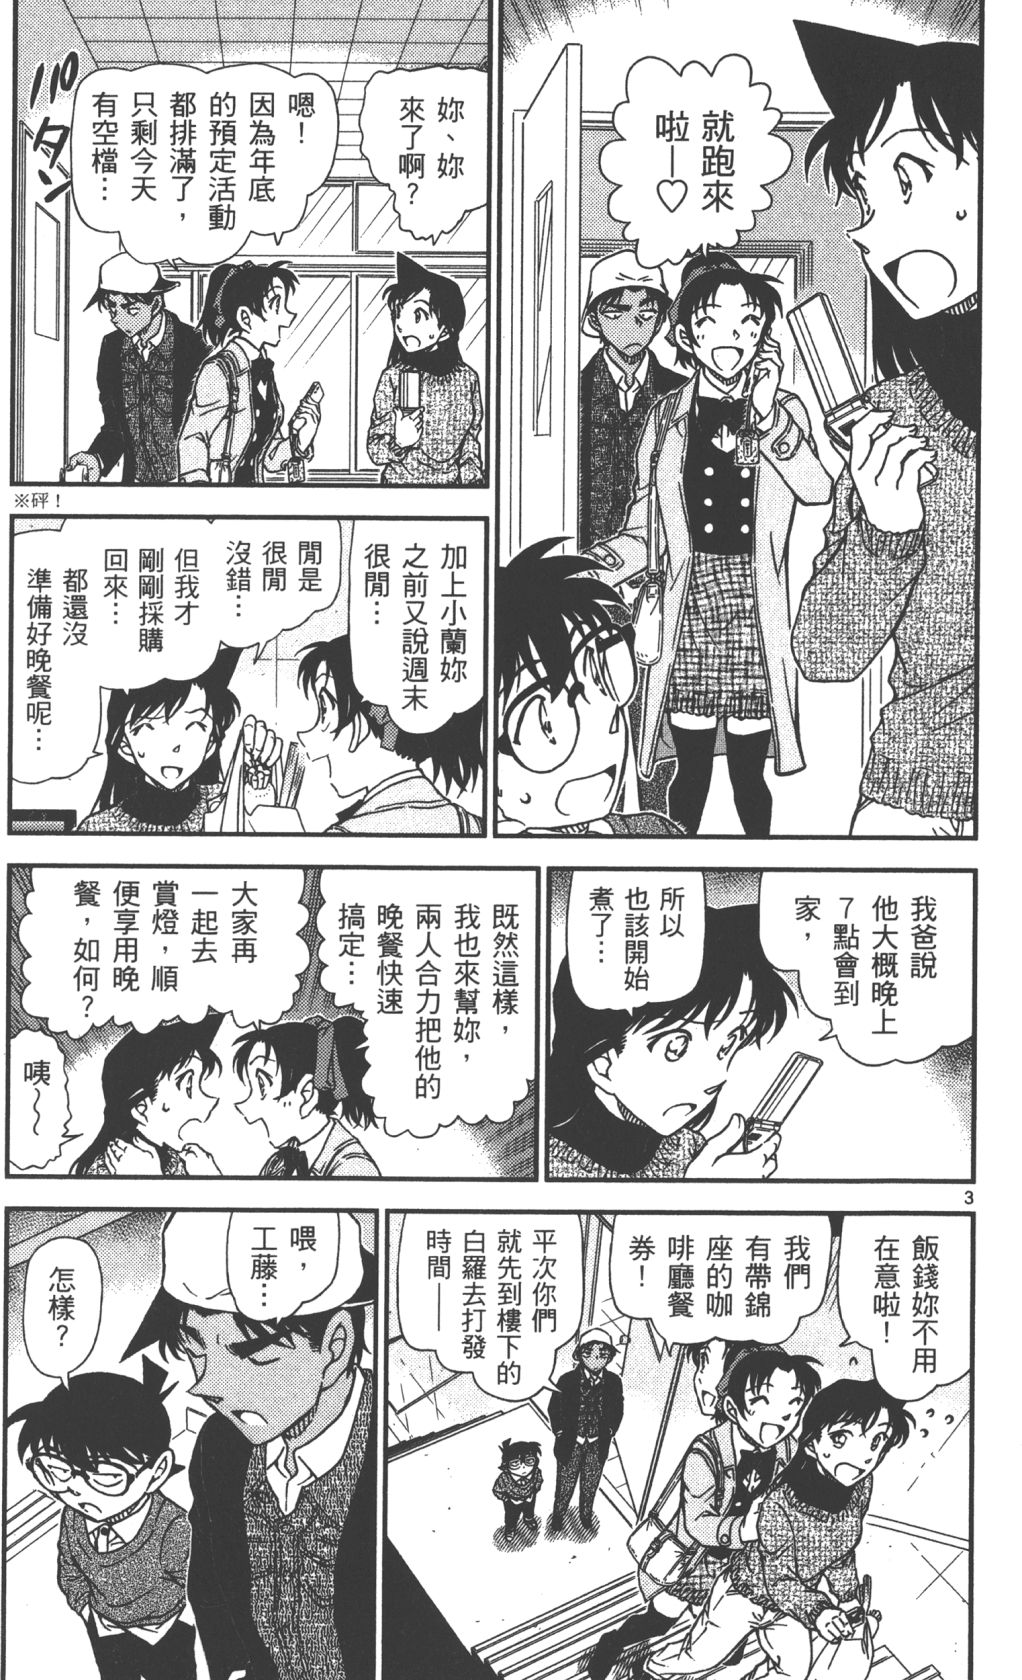 就跑來
啦—♡
妳、妳
來了啊?
嗯!
因為年底
的預定活動
都排滿了,
只剩今天
有空檔…
バタン
※砰!
加上小蘭妳
之前又說週末
很閒…
閒是
很閒
沒錯…
但我才
剛剛採購
回來…
都還沒
準備好晚餐呢…
我爸說
他大概晚上
7點會到
家,
所以
也該開始
煮了…
既然這樣,
我也來幫妳,
兩人合力把他的
晚餐快速
搞定…
大家再
一起去
賞燈,順
便享用晚
餐,如何?
咦~
3
飯錢妳不用
在意啦!
我們
有帶錦
座的咖
啡廳餐
券!
平次你們
就先到樓下的
白羅去打發
時間——
喂,
工藤…
怎樣?